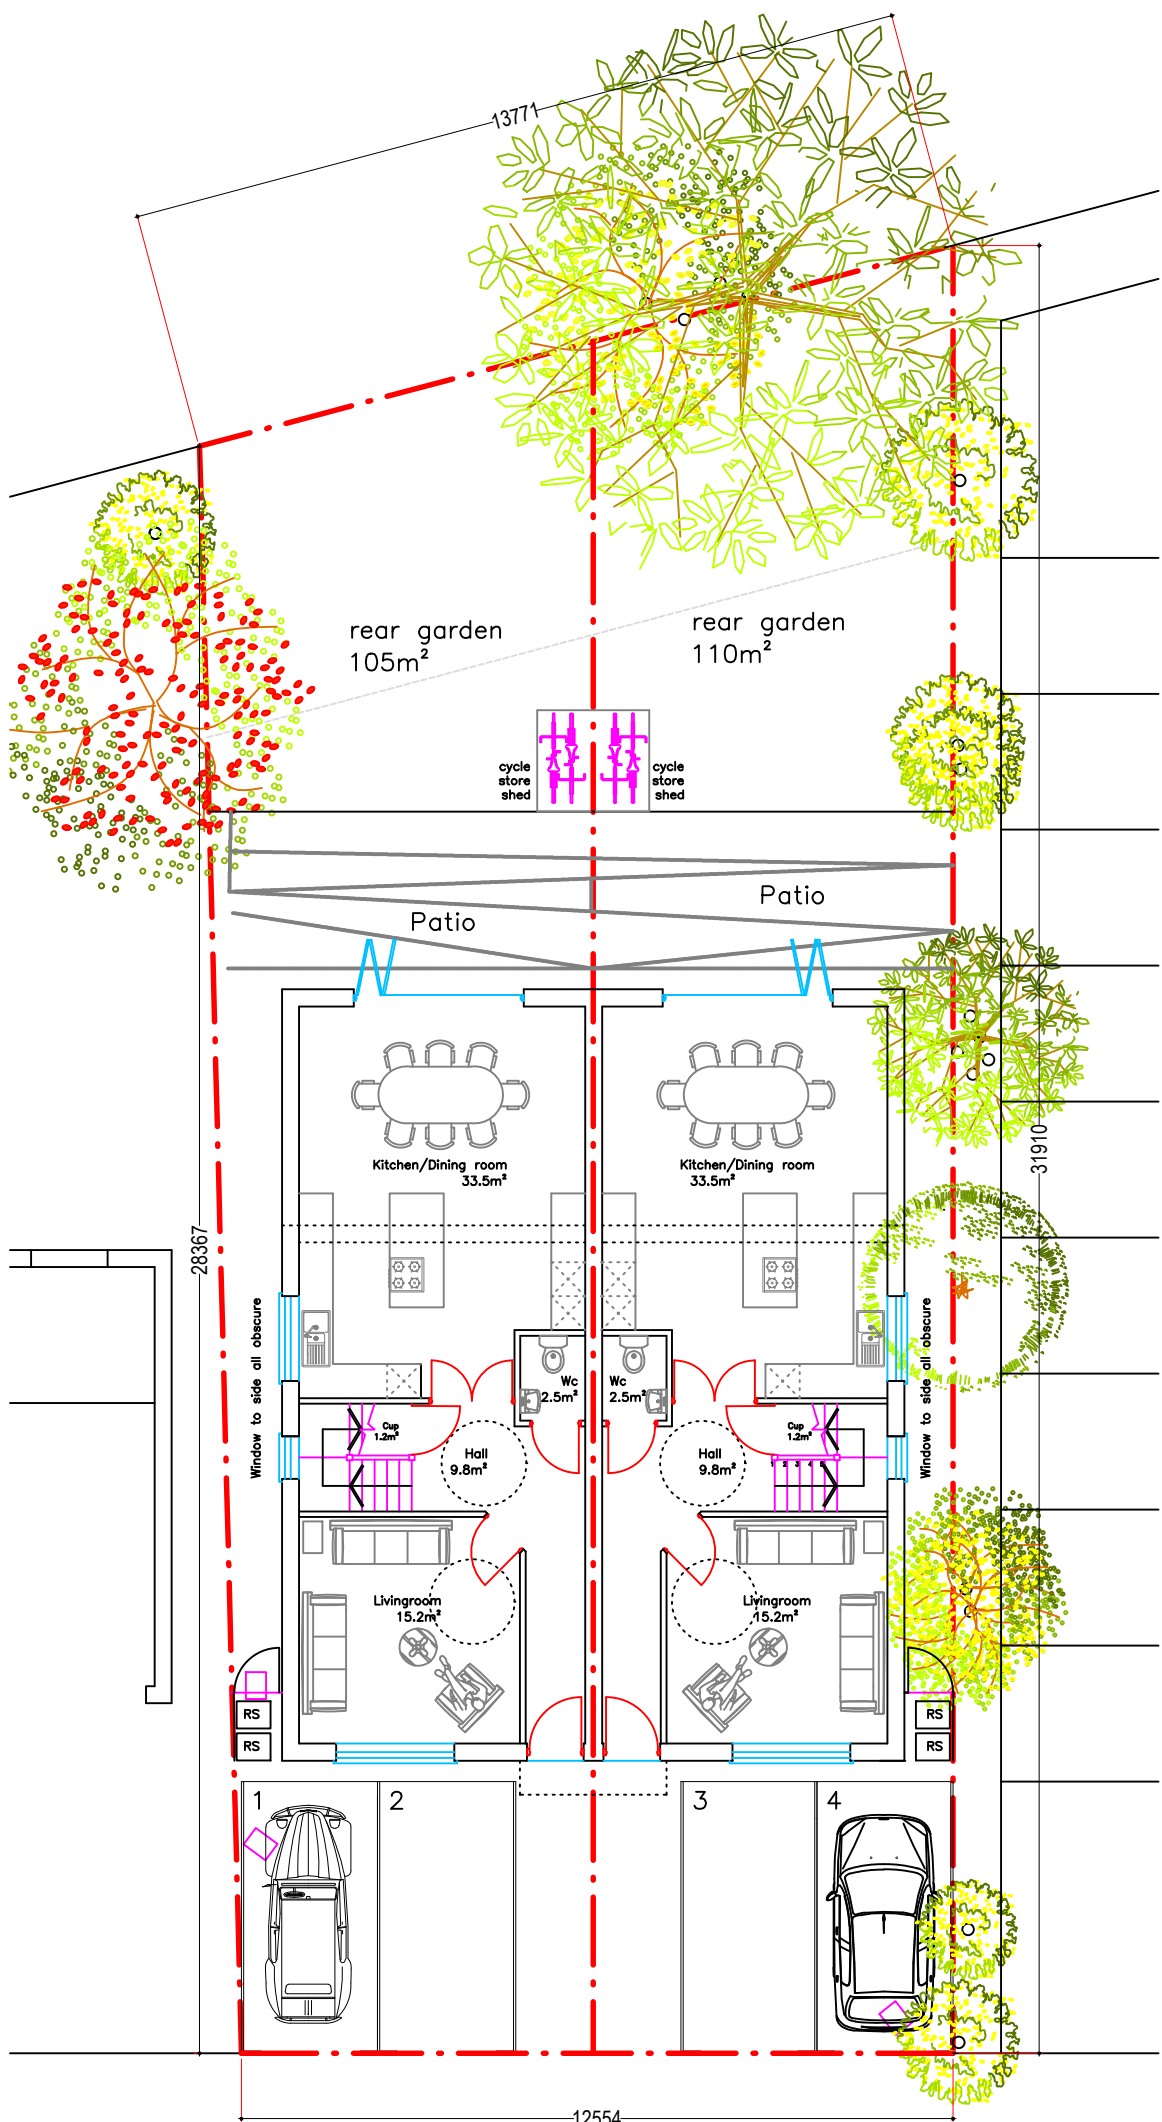 13771
rear garden
105m²
rear garden
110m²
cycle
store
shed
cycle
store
shed
Patio
Patio
31910
28367
Kitchen/Dining room
33.5m²
Kitchen/Dining room
33.5m²
Window to side all obscure
Window to side all obscure
Wc
2.5m²
Wc
2.5m²
Cup
1.2m²
Cup
1.2m²
Hall
9.8m²
Hall
9.8m²
Livingroom
15.2m²
Livingroom
15.2m²
RS
RS
RS
RS
1
2
3
4
12554